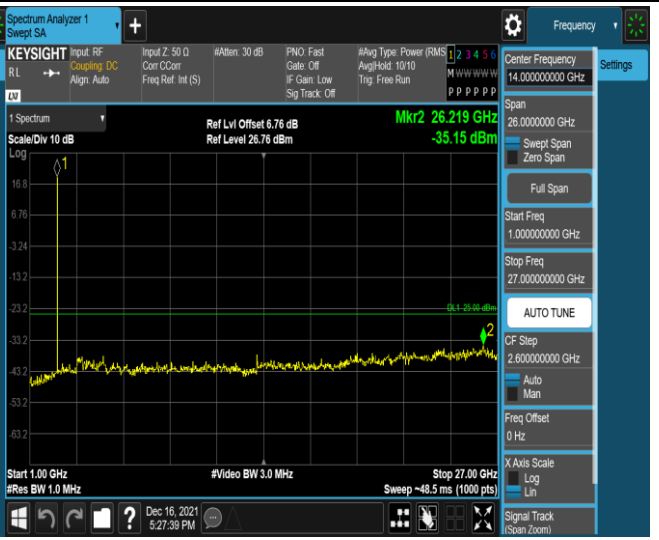 Spectrum Analyzer 1
Swept SA
+
Frequency
KEYSIGHT
RL
LXI
Input: RF
Coupling: DC
Align: Auto
Input Z: 50 Ω
Corr CCorr
Freq Ref: Int (S)
#Atten: 30 dB
PNO: Fast
Gate: Off
IF Gain: Low
Sig Track: Off
#Avg Type: Power (RMS
Avg|Hold: 10/10
Trig: Free Run
1 2 3 4 5 6
M W W W W W
P P P P P P
1 Spectrum
Scale/Div 10 dB
Log
Ref Lvl Offset 6.76 dB
Ref Level 26.76 dBm
Mkr2 26.219 GHz
-35.15 dBm
1
16.8
6.76
-3.24
-13.2
-23.2
DL1 -25.00 dBm
2
-33.2
-43.2
-53.2
-63.2
Start 1.00 GHz
#Res BW 1.0 MHz
#Video BW 3.0 MHz
Stop 27.00 GHz
Sweep ~48.5 ms (1000 pts)
?
Dec 16, 2021
5:27:39 PM
Center Frequency
14.000000000 GHz
Settings
Span
26.0000000 GHz
Swept Span
Zero Span
Full Span
Start Freq
1.000000000 GHz
Stop Freq
27.000000000 GHz
AUTO TUNE
CF Step
2.600000000 GHz
Auto
Man
Freq Offset
0 Hz
X Axis Scale
Log
Lin
Signal Track
(Span Zoom)